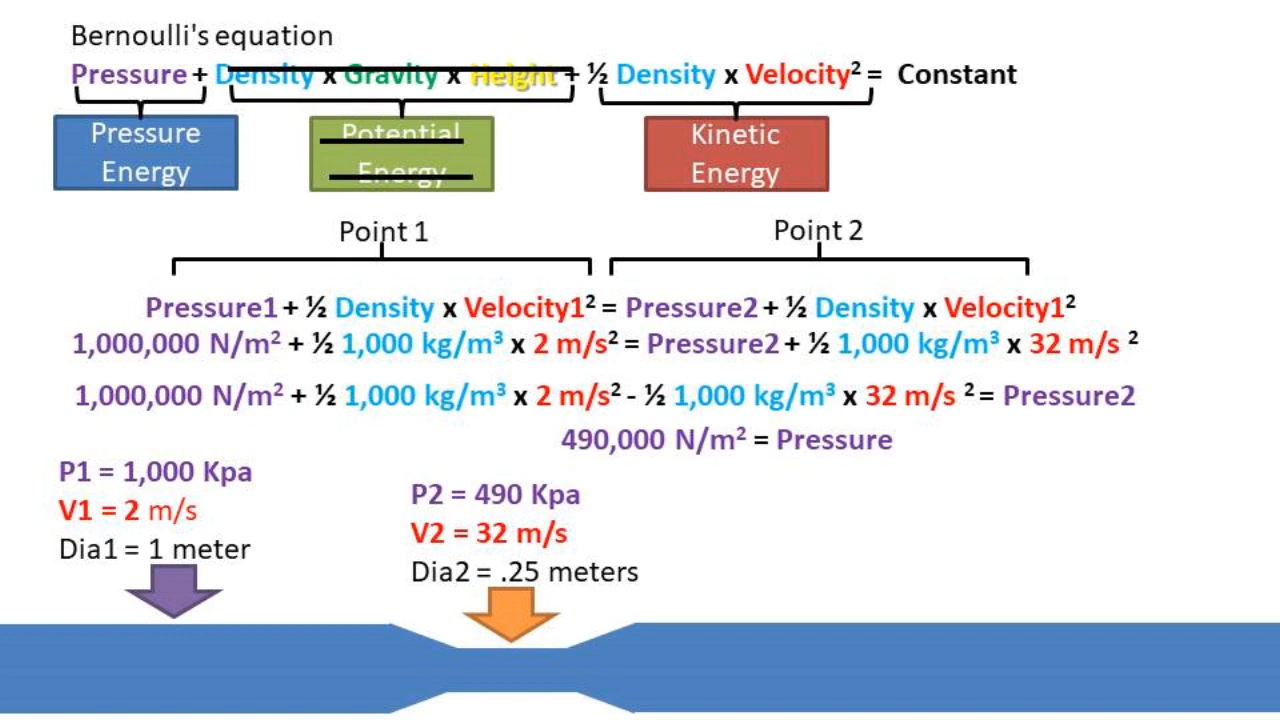 Bernoulli's equation
Pressure + Density x Gravity x Height + ½ Density x Velocity² = Constant
Pressure Energy
Potential Energy
Kinetic Energy
Point 1
Point 2
Pressure1 + ½ Density x Velocity1² = Pressure2 + ½ Density x Velocity1²
1,000,000 N/m² + ½ 1,000 kg/m³ x 2 m/s² = Pressure2 + ½ 1,000 kg/m³ x 32 m/s ²
1,000,000 N/m² + ½ 1,000 kg/m³ x 2 m/s² - ½ 1,000 kg/m³ x 32 m/s ² = Pressure2
490,000 N/m² = Pressure
P1 = 1,000 Kpa
V1 = 2 m/s
Dia1 = 1 meter
P2 = 490 Kpa
V2 = 32 m/s
Dia2 = .25 meters